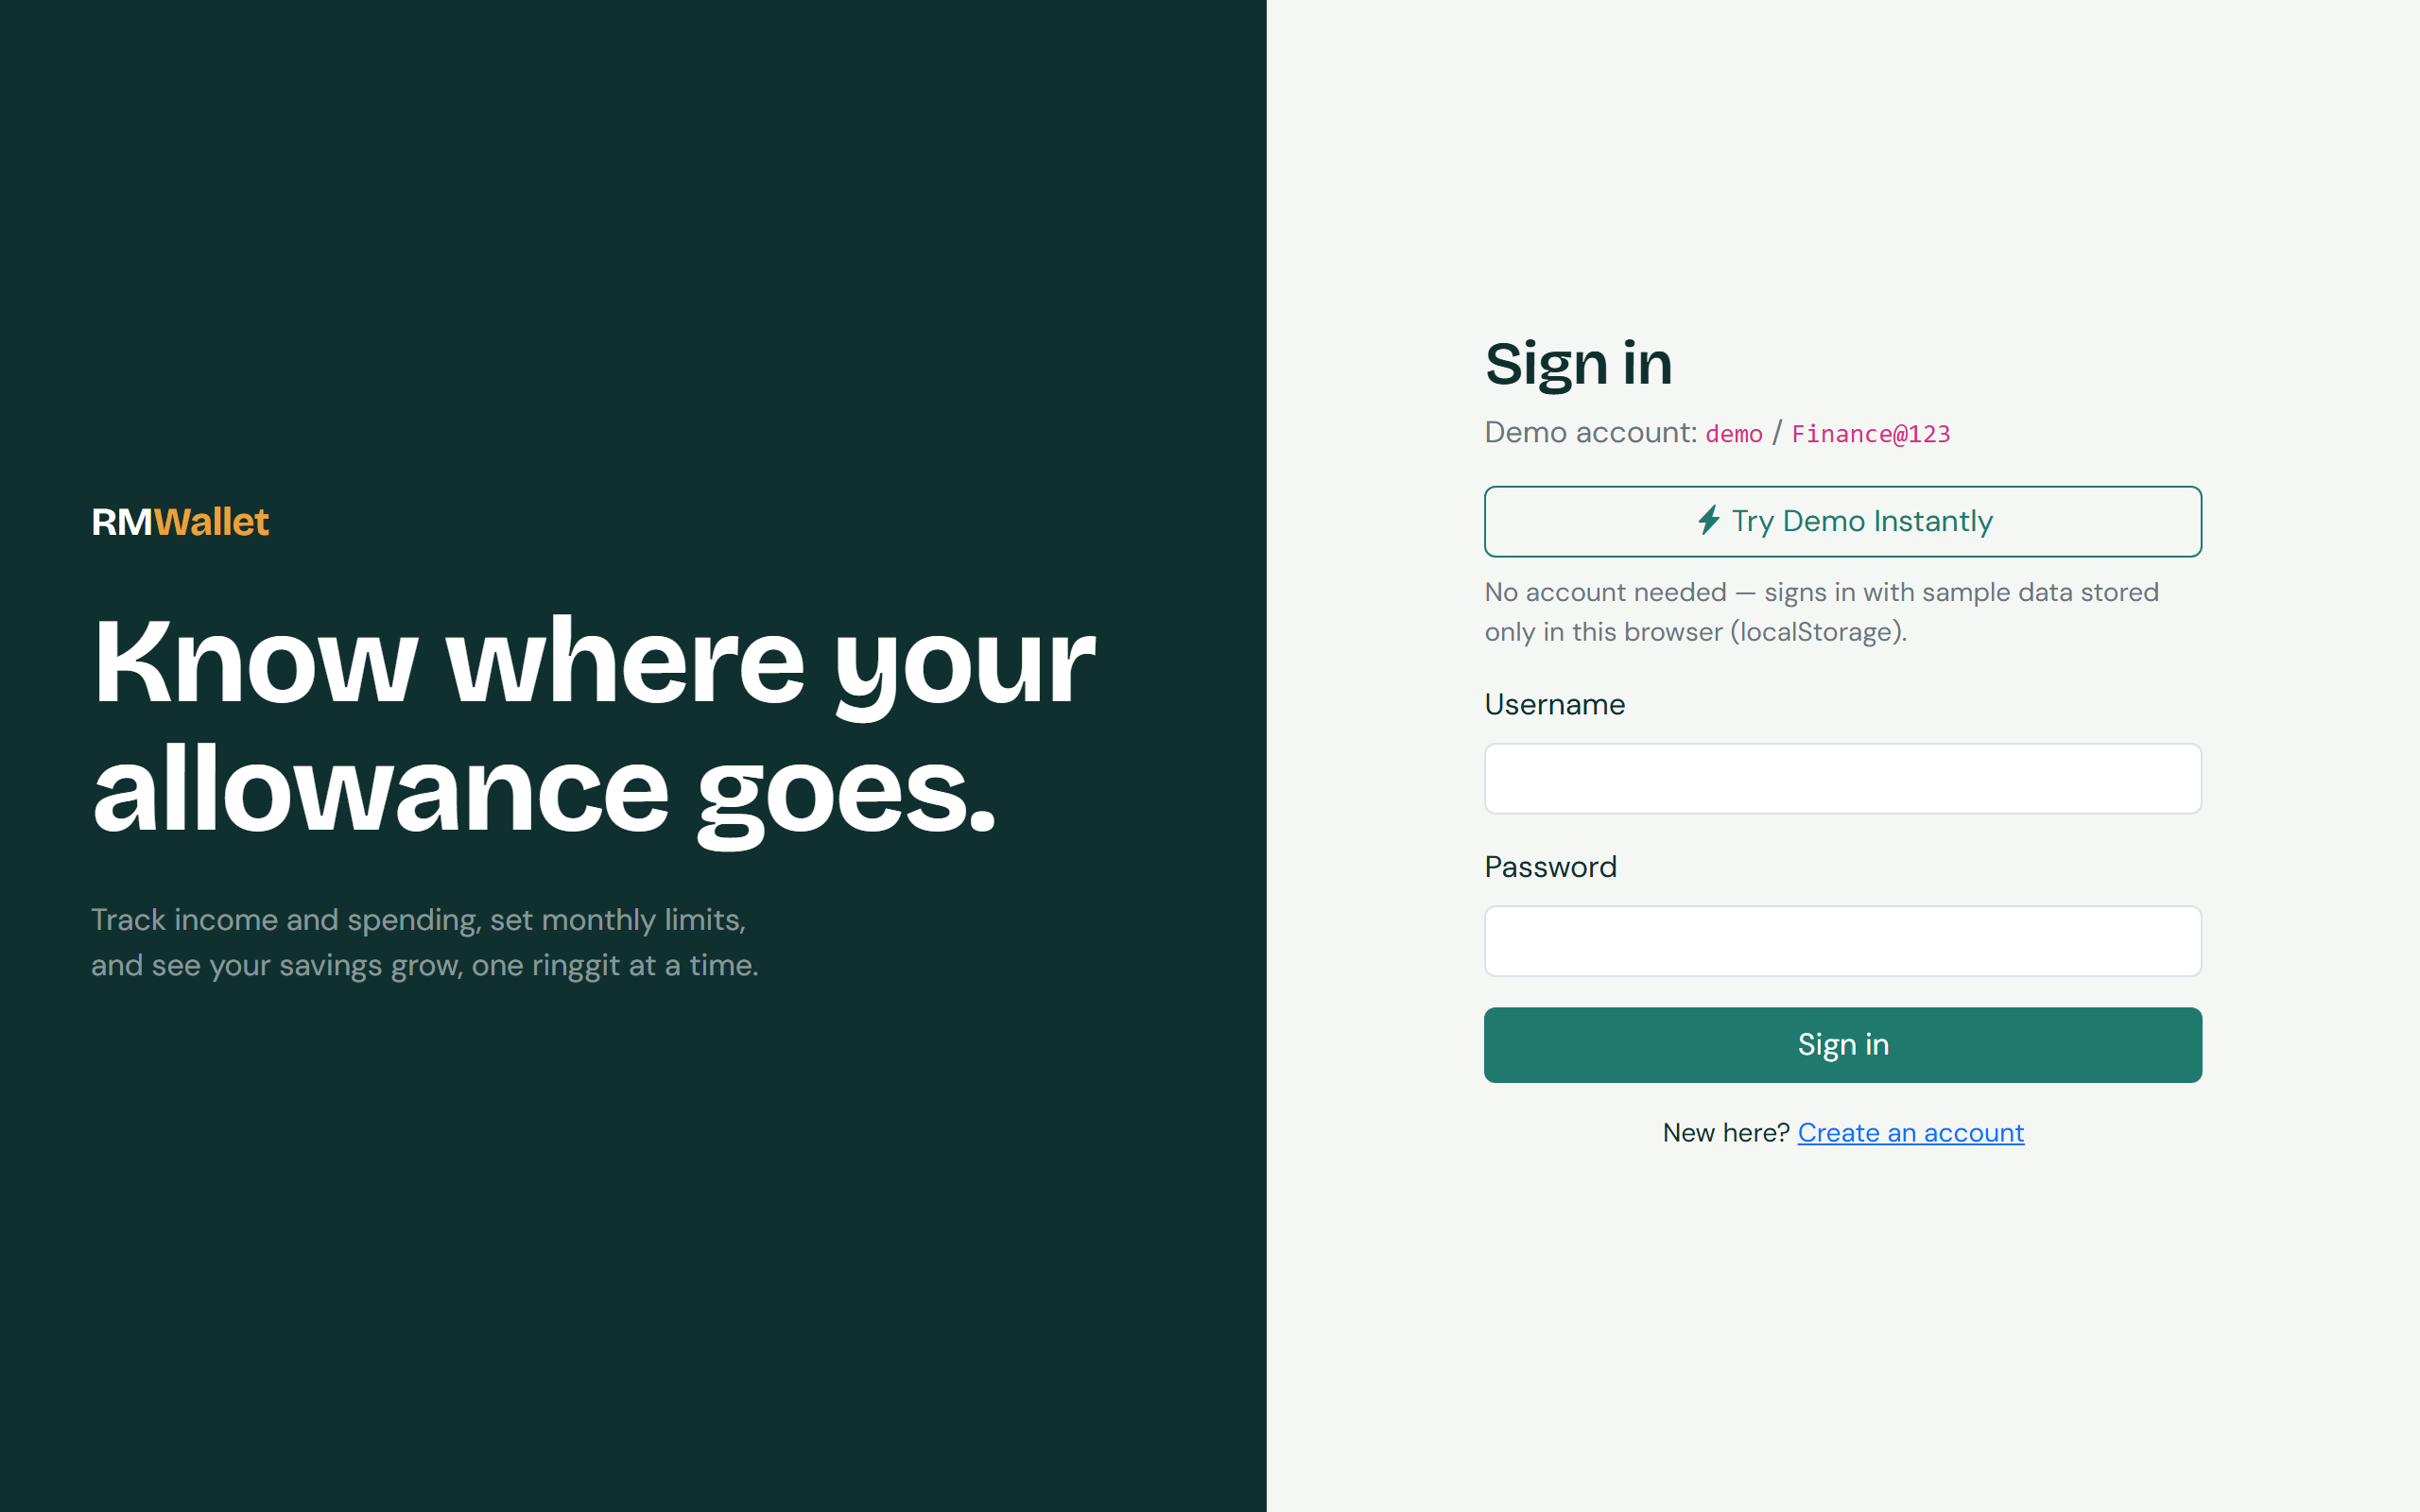 RMWallet
Know where your
allowance goes.
Track income and spending, set monthly limits,
and see your savings grow, one ringgit at a time.
Sign in
Demo account: demo / Finance@123
Try Demo Instantly
No account needed — signs in with sample data stored
only in this browser (localStorage).
Username
Password
Sign in
New here? Create an account